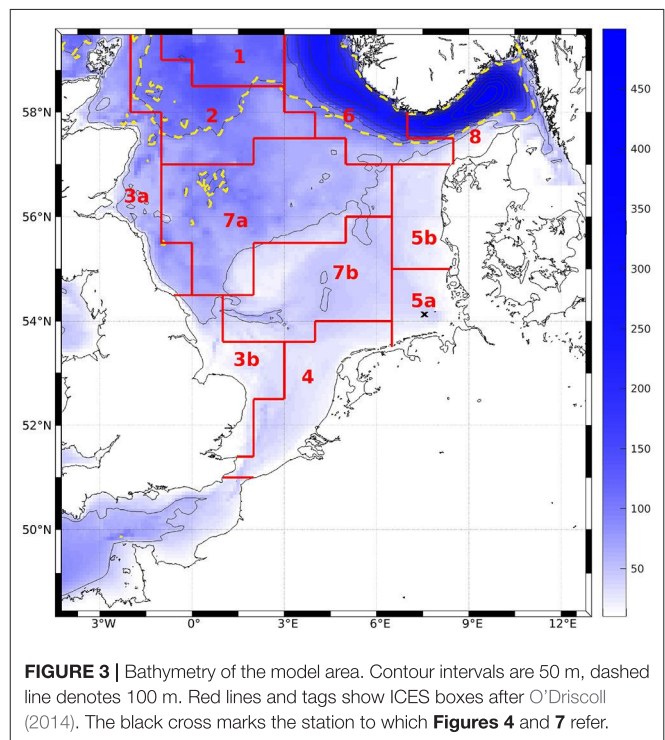 1
2
6
8
3a
7a
5b
7b
5a
3b
4
58°N
56°N
54°N
52°N
50°N
3°W
0°
3°E
6°E
9°E
12°E
450
400
350
300
250
200
150
100
50
FIGURE 3 | Bathymetry of the model area. Contour intervals are 50 m, dashed
line denotes 100 m. Red lines and tags show ICES boxes after O’Driscoll
(2014). The black cross marks the station to which Figures 4 and 7 refer.